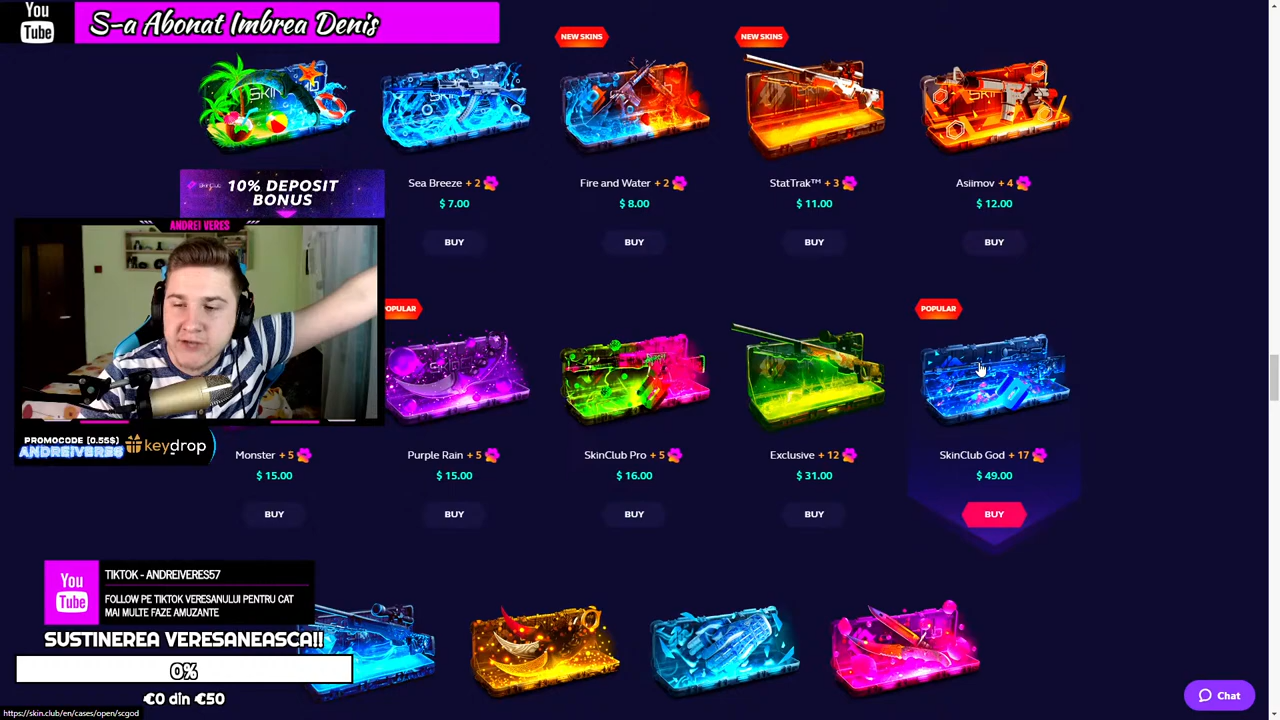 You
Tube
S-a Abonat Imbrea Denis
NEW SKINS
NEW SKINS
10% DEPOSIT
BONUS
Sea Breeze + 2
Fire and Water + 2
StatTrak™ + 3
Asiimov + 4
$ 7.00
$ 8.00
$ 11.00
$ 12.00
BUY
BUY
BUY
BUY
ANDREI VERES
POPULAR
POPULAR
PROMOCODE (0.55$)
keydrop
Monster + 5
Purple Rain + 5
SkinClub Pro + 5
Exclusive + 12
SkinClub God + 17
$ 15.00
$ 15.00
$ 16.00
$ 31.00
$ 49.00
BUY
BUY
BUY
BUY
BUY
You
Tube
TIKTOK - ANDREIVERES57
FOLLOW PE TIKTOK VERESANULUI PENTRU CAT
MAI MULTE FAZE AMUZANTE
SUSTINEREA VERESANEASCA!!
0%
€0 din €50
Chat
https://skin.club/en/cases/open/scgod